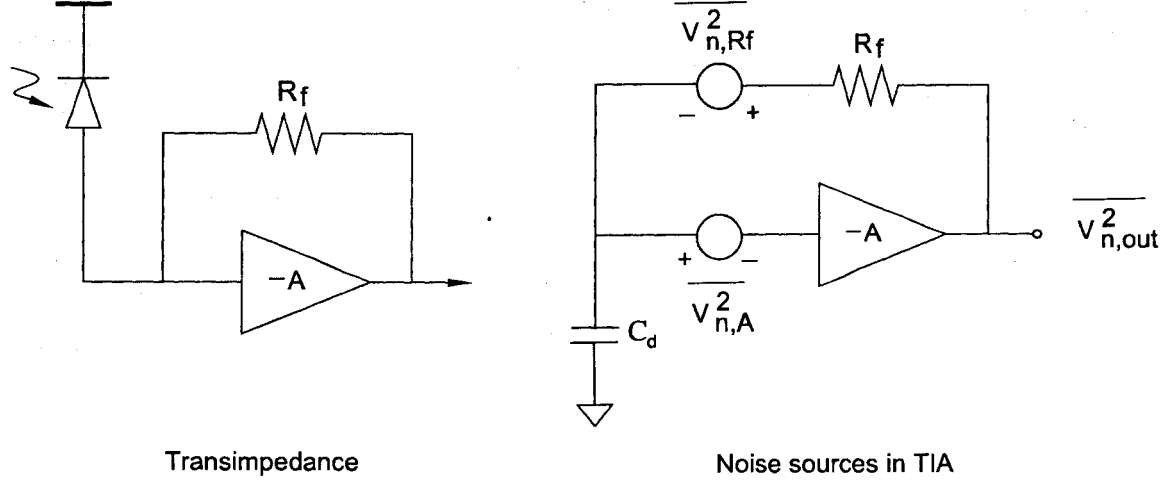 Rf
−A
Transimpedance
V²n,Rf
Rf
− +
−A
+ −
V²n,A
V²n,out
Cd
Noise sources in TIA